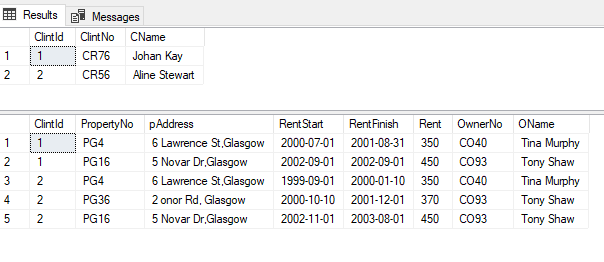 Results Messages
ClintId ClintNo CName
1 1 CR76 Johan Kay
2 2 CR56 Aline Stewart
ClintId PropertyNo pAddress RentStart RentFinish Rent OwnerNo OName
1 1 PG4 6 Lawrence St,Glasgow 2000-07-01 2001-08-31 350 CO40 Tina Murphy
2 1 PG16 5 Novar Dr,Glasgow 2002-09-01 2002-09-01 450 CO93 Tony Shaw
3 2 PG4 6 Lawrence St,Glasgow 1999-09-01 2000-01-10 350 CO40 Tina Murphy
4 2 PG36 2 onor Rd, Glasgow 2000-10-10 2001-12-01 370 CO93 Tony Shaw
5 2 PG16 5 Novar Dr,Glasgow 2002-11-01 2003-08-01 450 CO93 Tony Shaw